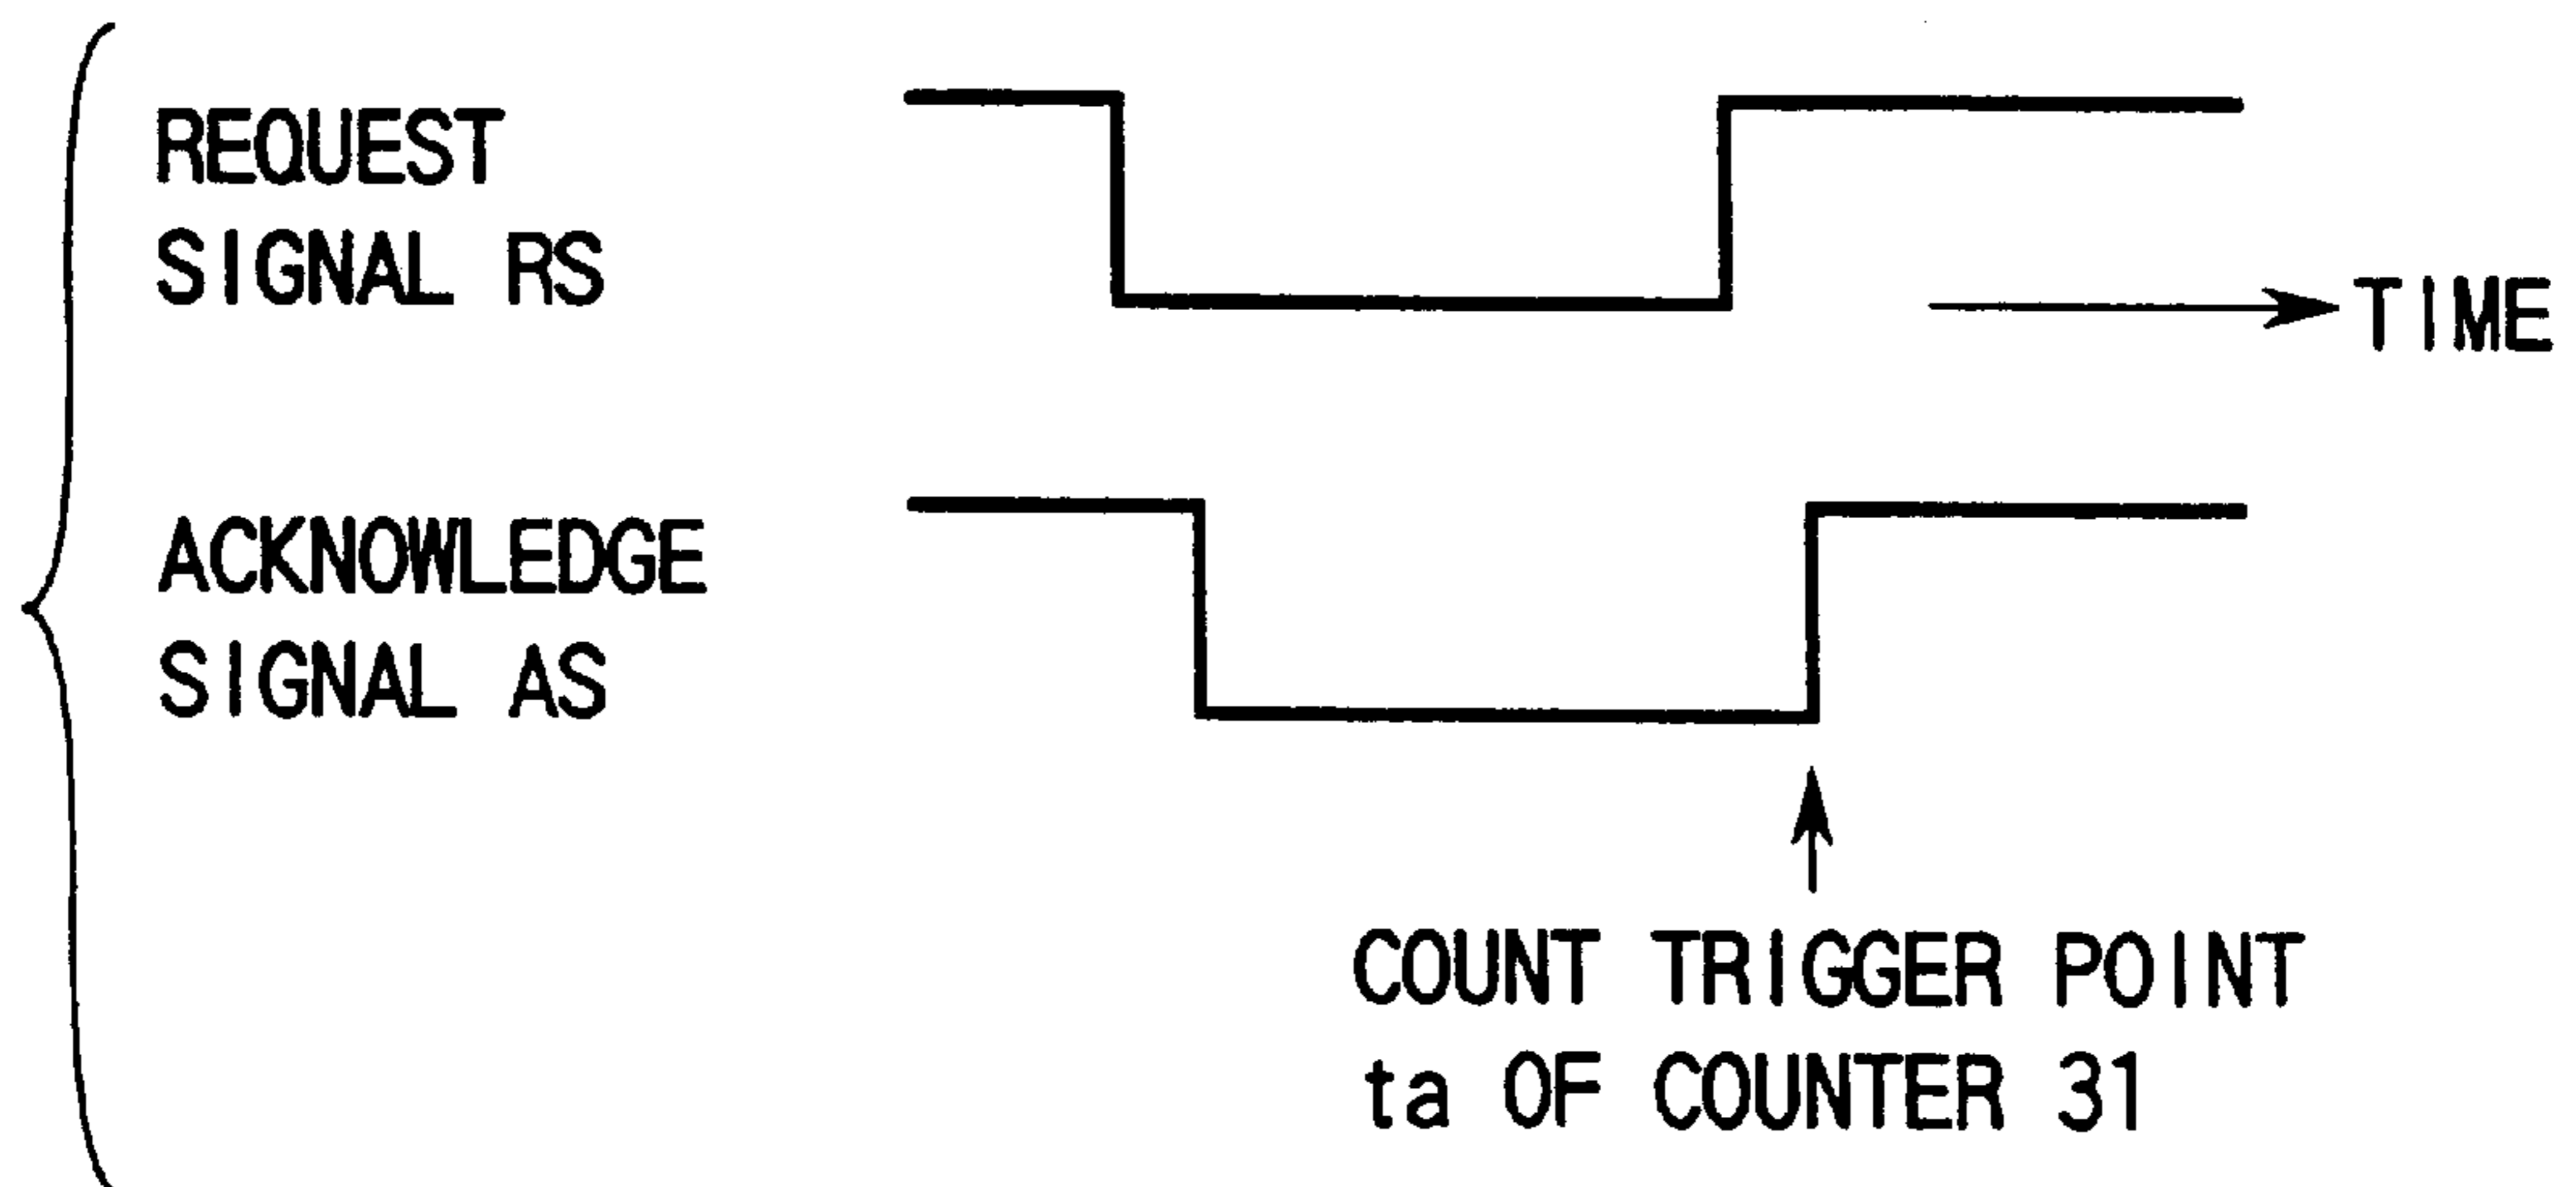 REQUEST
SIGNAL RS
TIME
ACKNOWLEDGE
SIGNAL AS
COUNT TRIGGER POINT
ta OF COUNTER 31